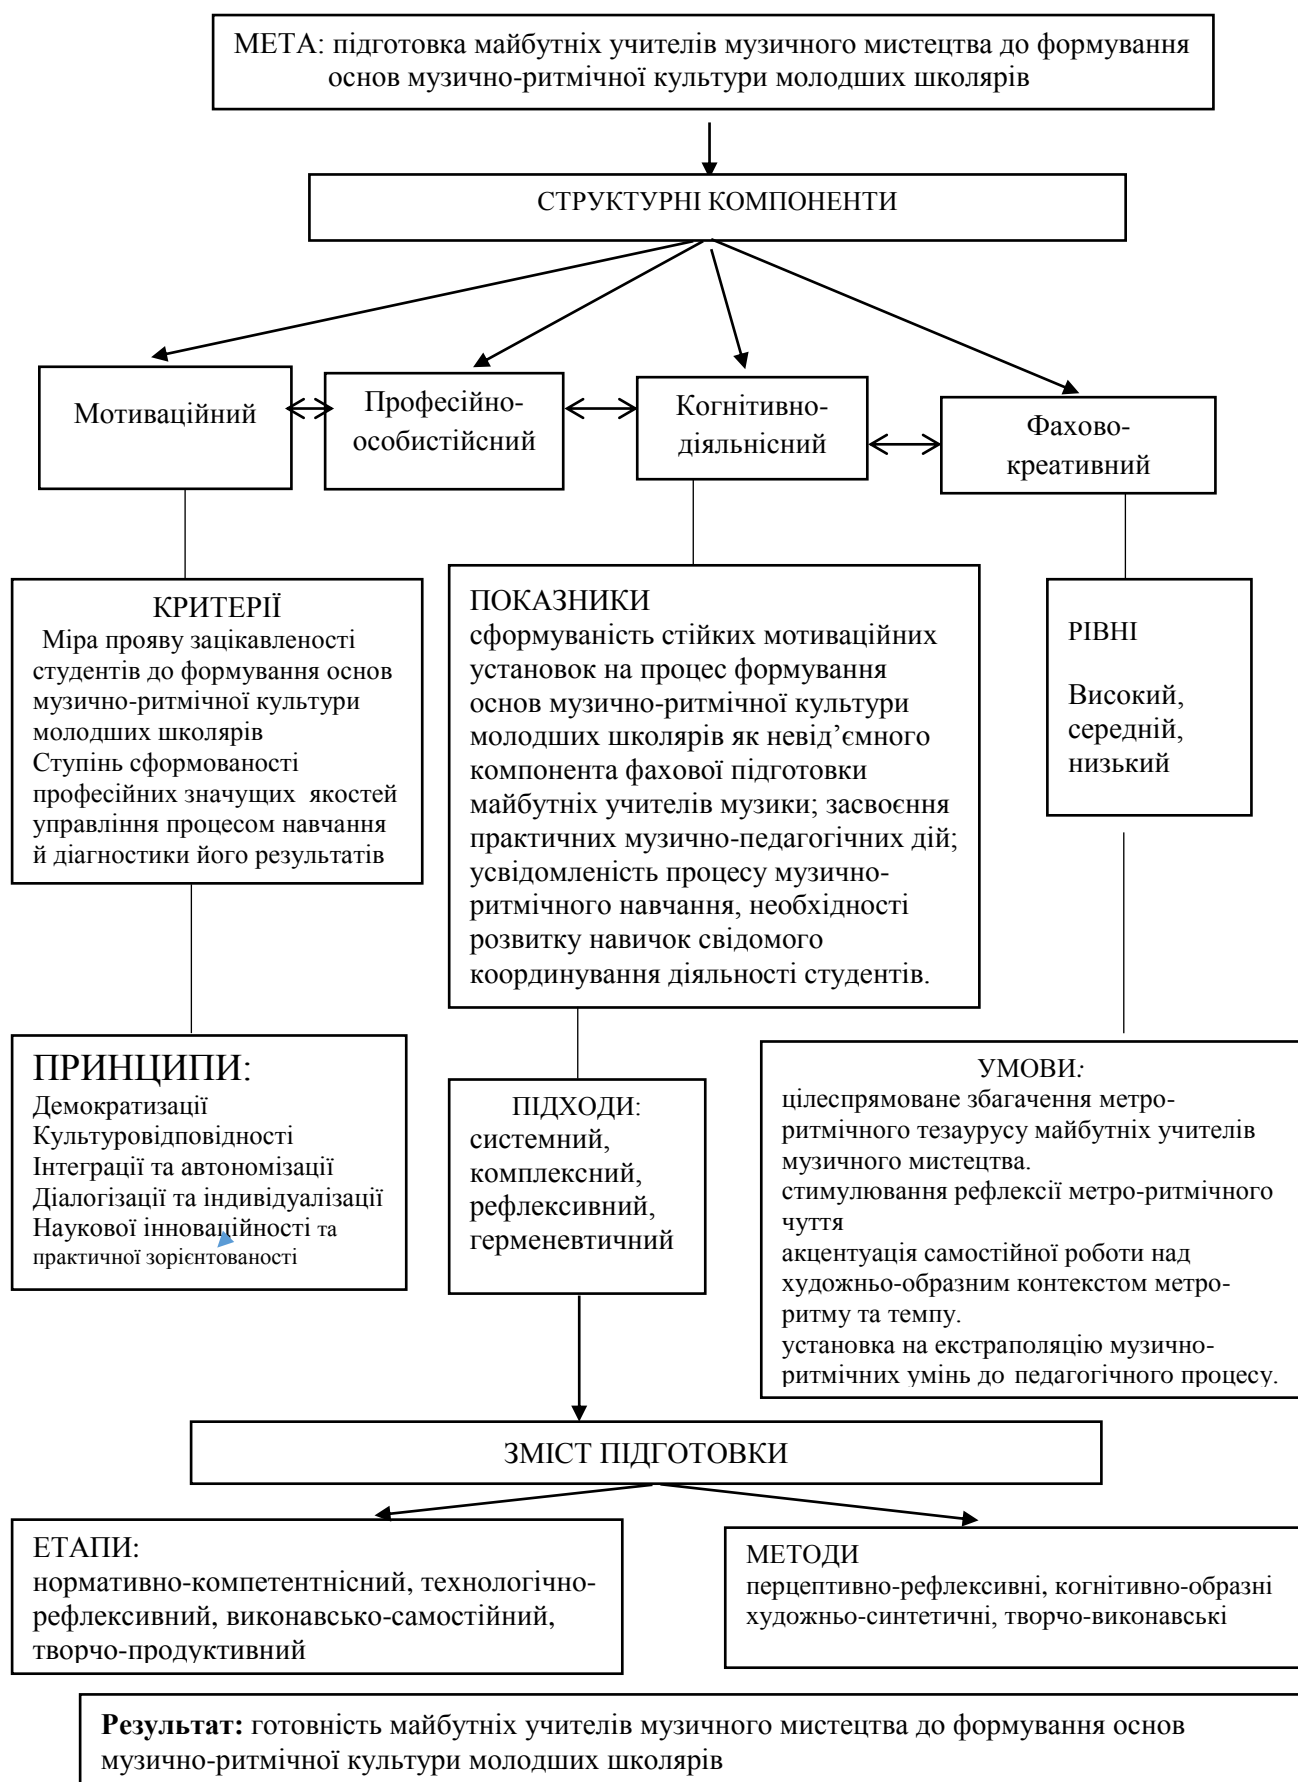 МЕТА: підготовка майбутніх учителів музичного мистецтва до формування
основ музично-ритмічної культури молодших школярів
СТРУКТУРНІ КОМПОНЕНТИ
Мотиваційний
Професійно-
особистійсний
Когнітивно-
діяльнісний
Фахово-
креативний
КРИТЕРІЇ
Міра прояву зацікавленості
студентів до формування основ
музично-ритмічної культури
молодших школярів
Ступінь сформованості
професійних значущих якостей
управління процесом навчання
й діагностики його результатів
ПОКАЗНИКИ
сформуваність стійких мотиваційних
установок на процес формування
основ музично-ритмічної культури
молодших школярів як невід’ємного
компонента фахової підготовки
майбутніх учителів музики; засвоєння
практичних музично-педагогічних дій;
усвідомленість процесу музично-
ритмічного навчання, необхідності
розвитку навичок свідомого
координування діяльності студентів.
РІВНІ
Високий,
середній,
низький
ПРИНЦИПИ:
Демократизації
Культуровідповідності
Інтеграції та автономізації
Діалогізації та індивідуалізації
Наукової інноваційності та
практичної зорієнтованості
ПІДХОДИ:
системний,
комплексний,
рефлексивний,
герменевтичний
УМОВИ:
цілеспрямоване збагачення метро-
ритмічного тезаурусу майбутніх учителів
музичного мистецтва.
стимулювання рефлексії метро-ритмічного
чуття
акцентуація самостійної роботи над
художньо-образним контекстом метро-
ритму та темпу.
установка на екстраполяцію музично-
ритмічних умінь до педагогічного процесу.
ЗМІСТ ПІДГОТОВКИ
ЕТАПИ:
нормативно-компетентнісний, технологічно-
рефлексивний, виконавсько-самостійний,
творчо-продуктивний
МЕТОДИ
перцептивно-рефлексивні, когнітивно-образні
художньо-синтетичні, творчо-виконавські
Результат: готовність майбутніх учителів музичного мистецтва до формування основ
музично-ритмічної культури молодших школярів